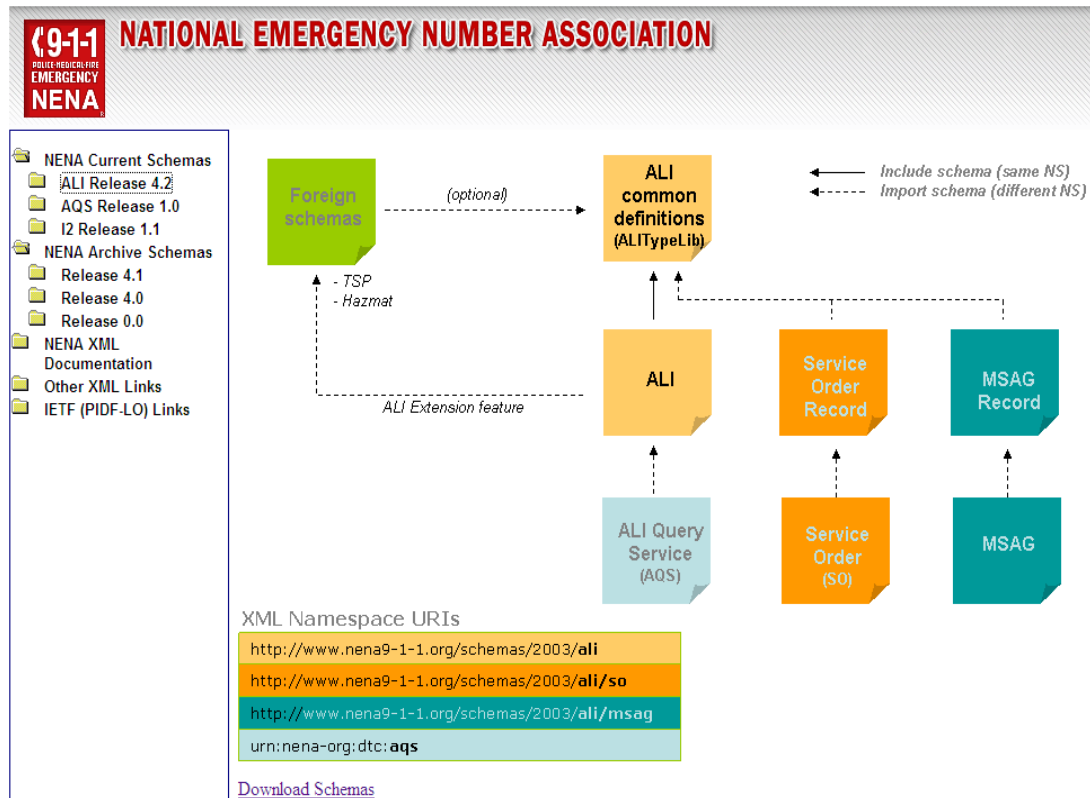 9-1-1
POLICE-MEDICAL-FIRE
EMERGENCY
NENA
NATIONAL EMERGENCY NUMBER ASSOCIATION
NENA Current Schemas
ALI Release 4.2
AQS Release 1.0
I2 Release 1.1
NENA Archive Schemas
Release 4.1
Release 4.0
Release 0.0
NENA XML
Documentation
Other XML Links
IETF (PIDF-LO) Links
Foreign
schemas
(optional)
ALI
common
definitions
(ALITypeLib)
Include schema (same NS)
Import schema (different NS)
- TSP
- Hazmat
ALI Extension feature
ALI
Service
Order
Record
MSAG
Record
ALI Query
Service
(AQS)
Service
Order
(SO)
MSAG
XML Namespace URIs
http://www.nena9-1-1.org/schemas/2003/ali
http://www.nena9-1-1.org/schemas/2003/ali/so
http://www.nena9-1-1.org/schemas/2003/ali/msag
urn:nena-org:dtc:aqs
Download Schemas